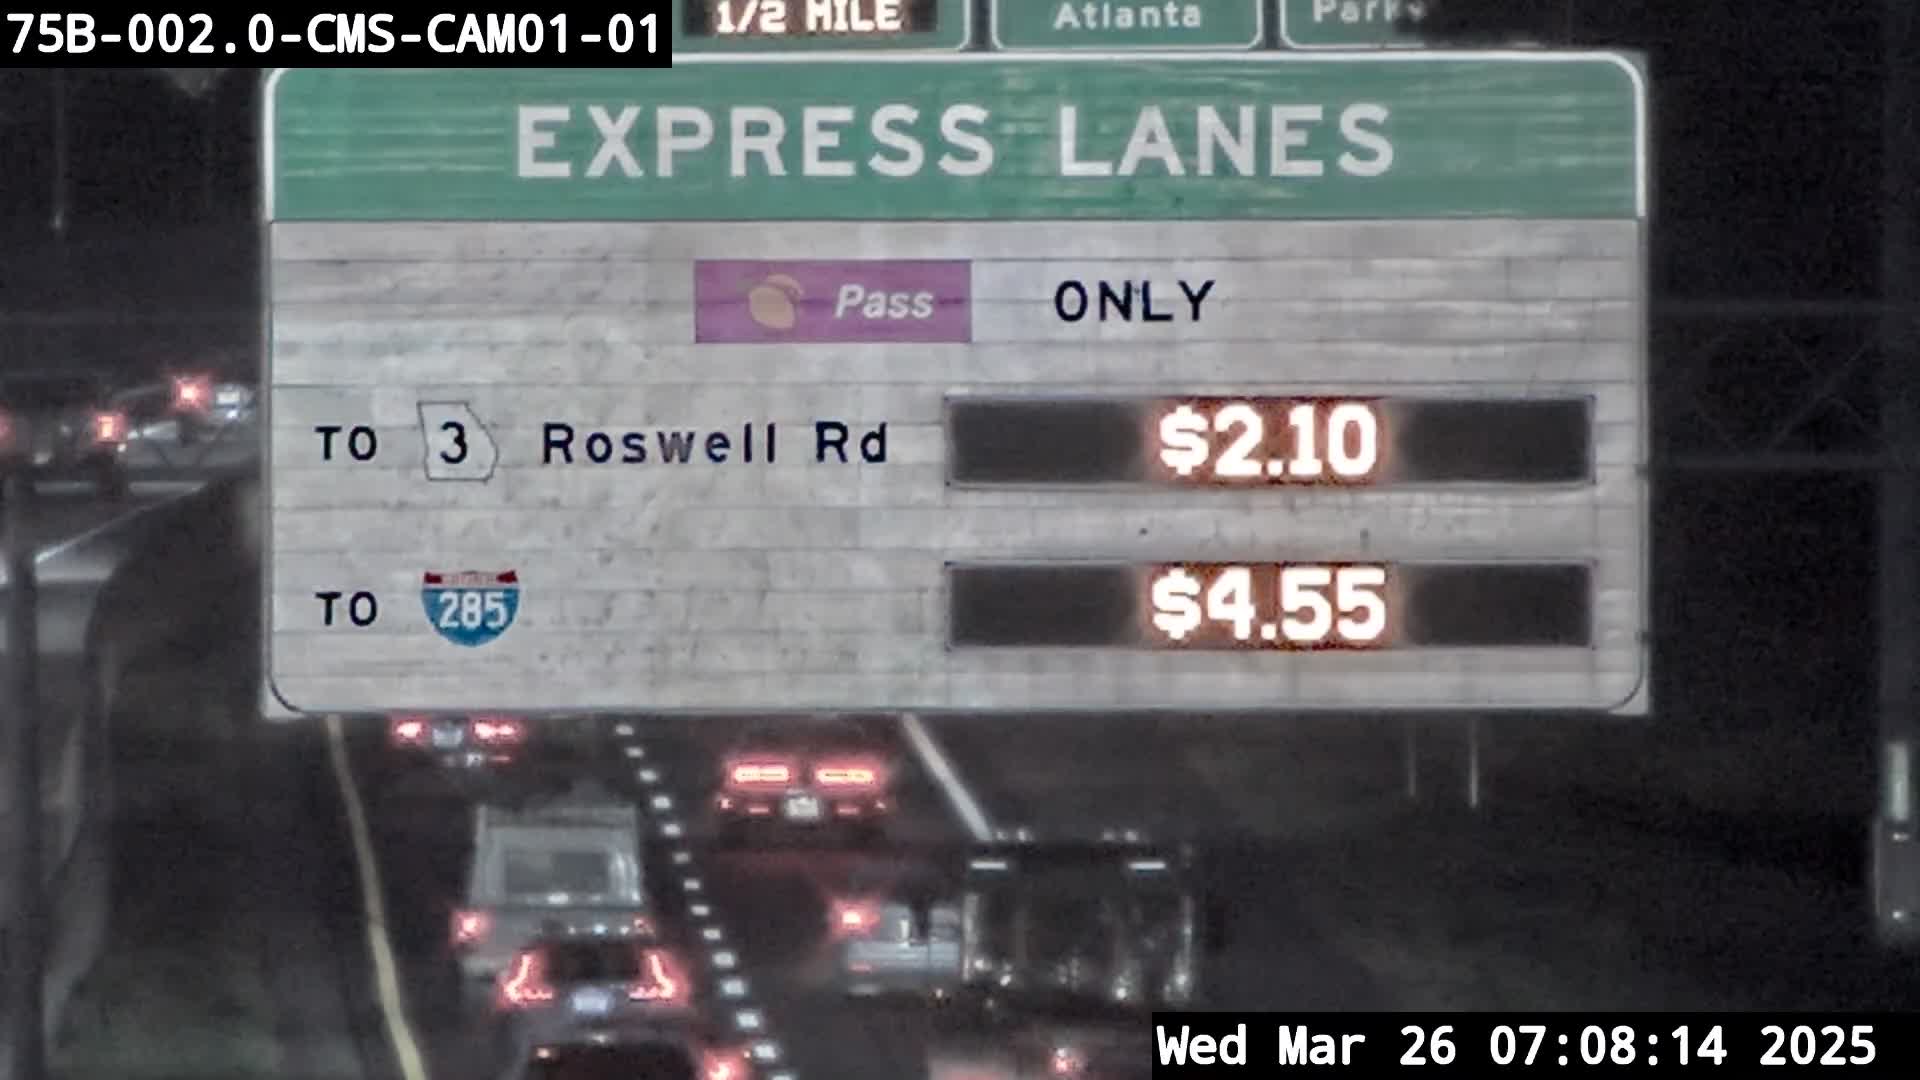 75B-002.0-CMS-CAM01-01
1/2 MILE
Atlanta
EXPRESS LANES
Pass ONLY
TO 3 Roswell Rd $2.10
TO 285 $4.55
Wed Mar 26 07:08:14 2025